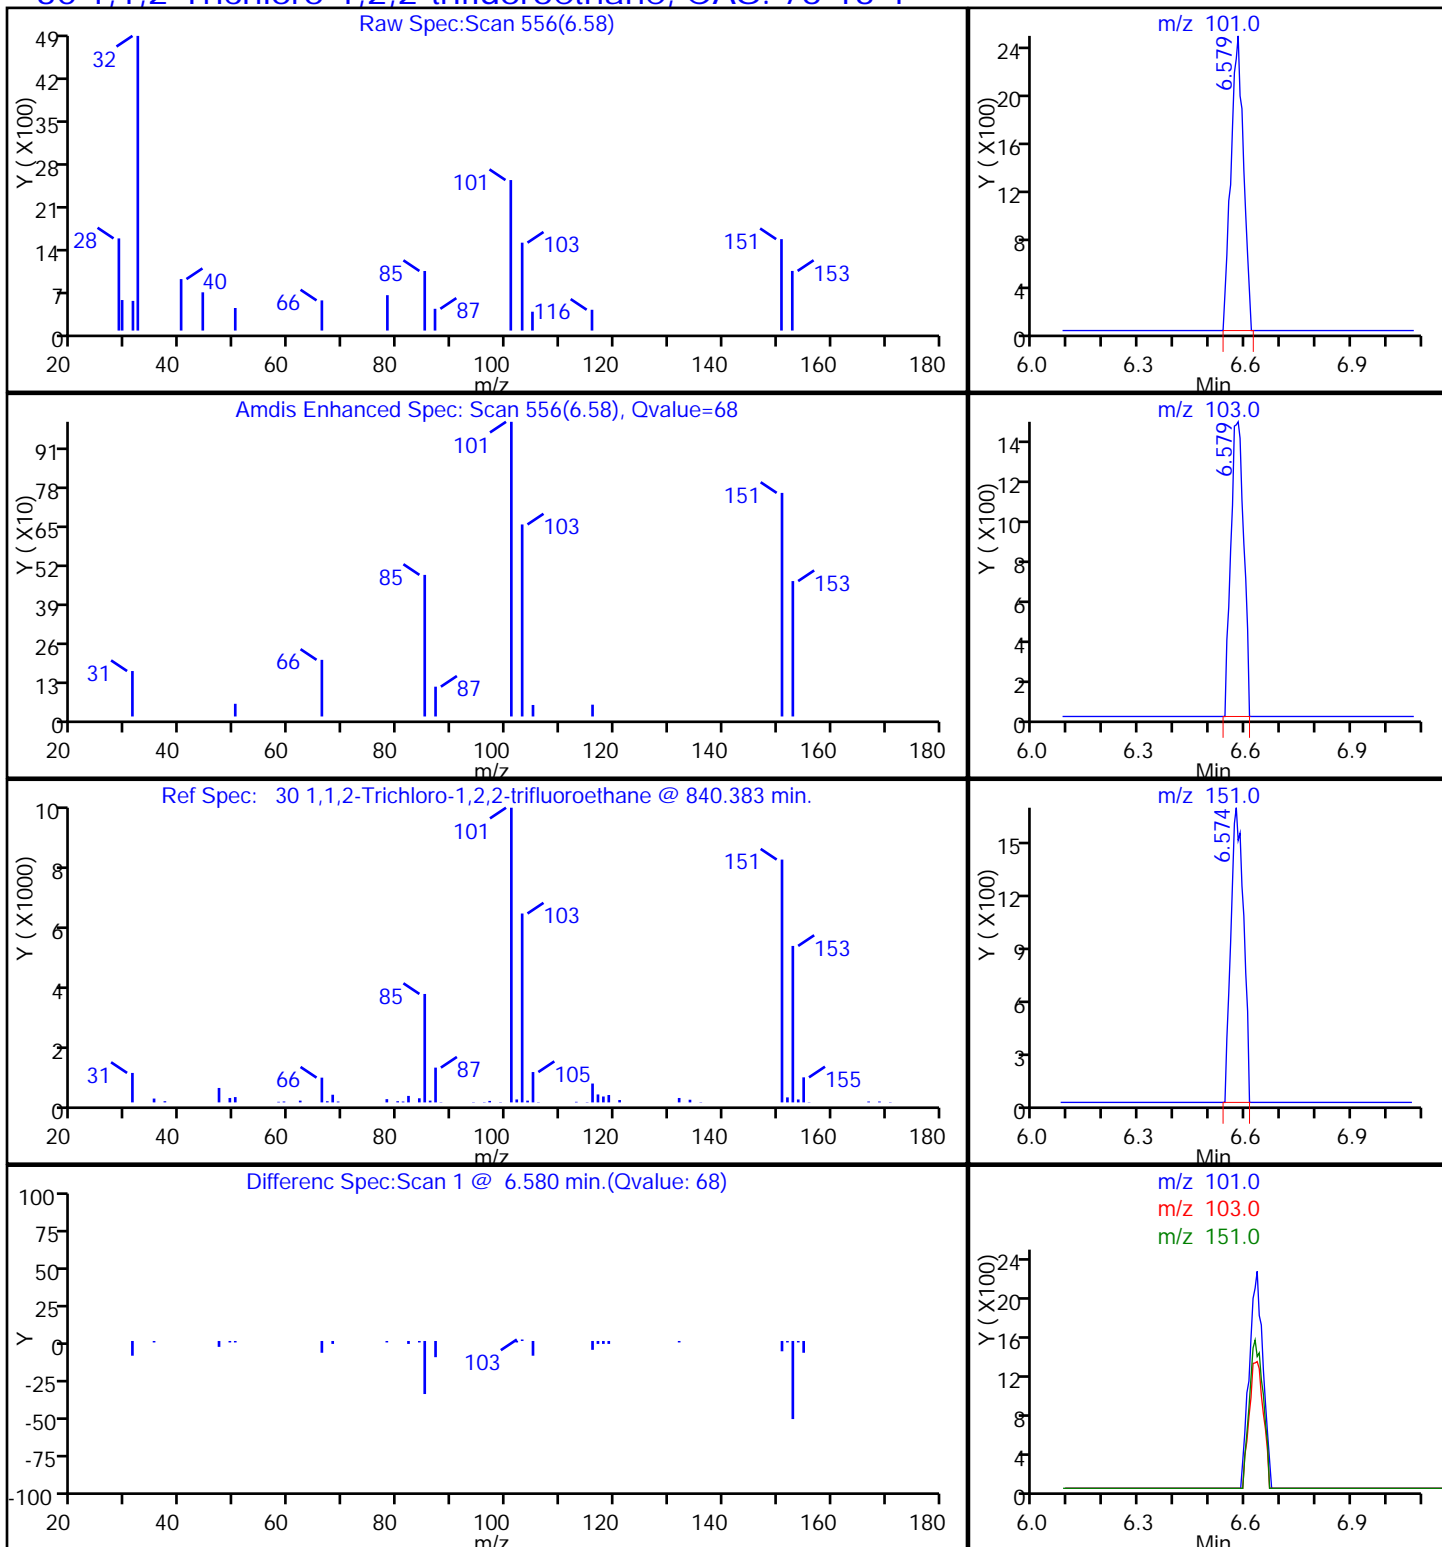 Raw Spec:Scan 556(6.58)
49
42
35
28
21
14
7
0
Y ( X100)
32
28
40
66
85
87
101
103
116
151
153
20 40 60 80 100 120 140 160 180
m/z
m/z 101.0
24
20
16
12
8
4
0
Y ( X100)
6.579
6.0 6.3 6.6 6.9
Min
Amdis Enhanced Spec: Scan 556(6.58), Qvalue=68
91
78
65
52
39
26
13
0
Y ( X10)
31
66
85
87
101
103
151
153
20 40 60 80 100 120 140 160 180
m/z
m/z 103.0
14
12
10
8
6
4
2
0
Y ( X100)
6.579
6.0 6.3 6.6 6.9
Min
Ref Spec: 30 1,1,2-Trichloro-1,2,2-trifluoroethane @ 840.383 min.
10
8
6
4
2
0
Y ( X1000)
31
66
85
87
101
103
105
151
153
155
20 40 60 80 100 120 140 160 180
m/z
m/z 151.0
15
12
9
6
3
0
Y ( X100)
6.574
6.0 6.3 6.6 6.9
Min
Differenc Spec:Scan 1 @ 6.580 min.(Qvalue: 68)
100
75
50
25
0
-25
-50
-75
-100
Y
103
20 40 60 80 100 120 140 160 180
m/z
m/z 101.0
m/z 103.0
m/z 151.0
24
20
16
12
8
4
0
Y ( X100)
6.0 6.3 6.6 6.9
Min